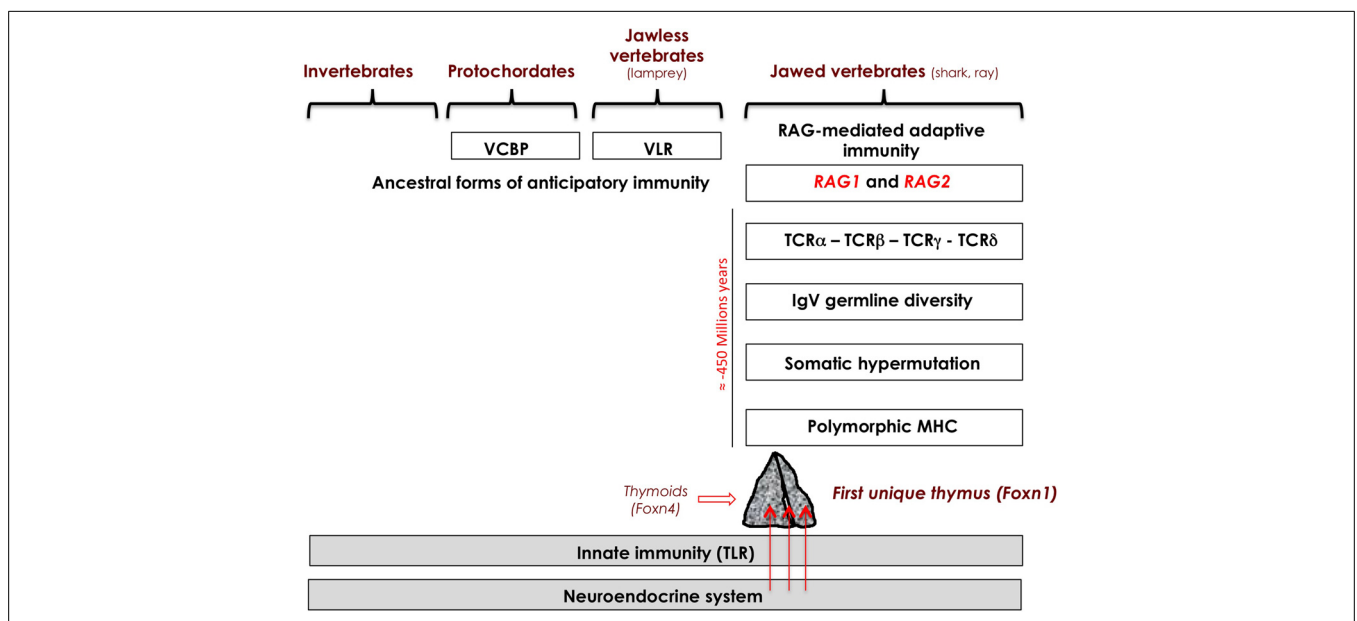 Invertebrates
Protochordates
Jawless
vertebrates
(lamprey)
Jawed vertebrates (shark, ray)
VCBP
VLR
Ancestral forms of anticipatory immunity
RAG-mediated adaptive
immunity
RAG1 and RAG2
TCRα – TCRβ – TCRγ - TCRδ
IgV germline diversity
Somatic hypermutation
Polymorphic MHC
≈ -450 Millions years
Thymoids
(Foxn4)
First unique thymus (Foxn1)
Innate immunity (TLR)
Neuroendocrine system